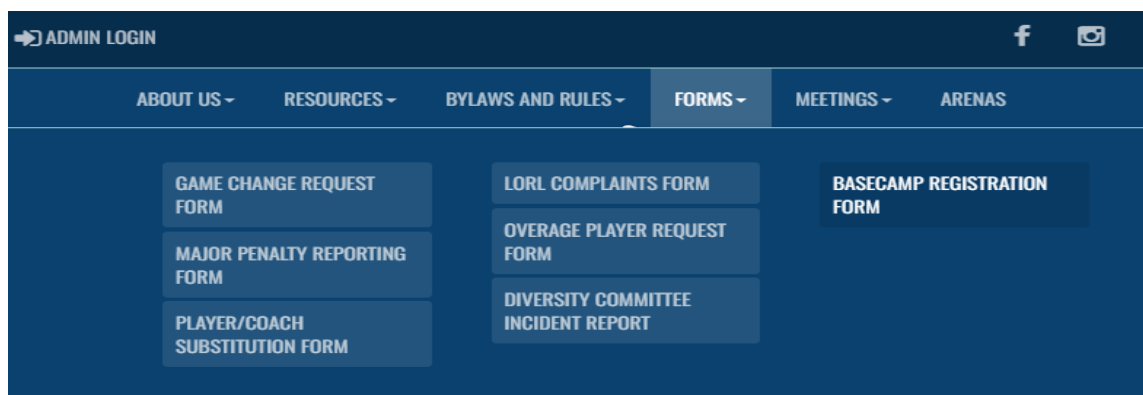 ADMIN LOGIN
ABOUT US RESOURCES BYLAWS AND RULES FORMS MEETINGS ARENAS
GAME CHANGE REQUEST
FORM
MAJOR PENALTY REPORTING
FORM
PLAYER/COACH
SUBSTITUTION FORM
LORL COMPLAINTS FORM
OVERAGE PLAYER REQUEST
FORM
DIVERSITY COMMITTEE
INCIDENT REPORT
BASECAMP REGISTRATION
FORM